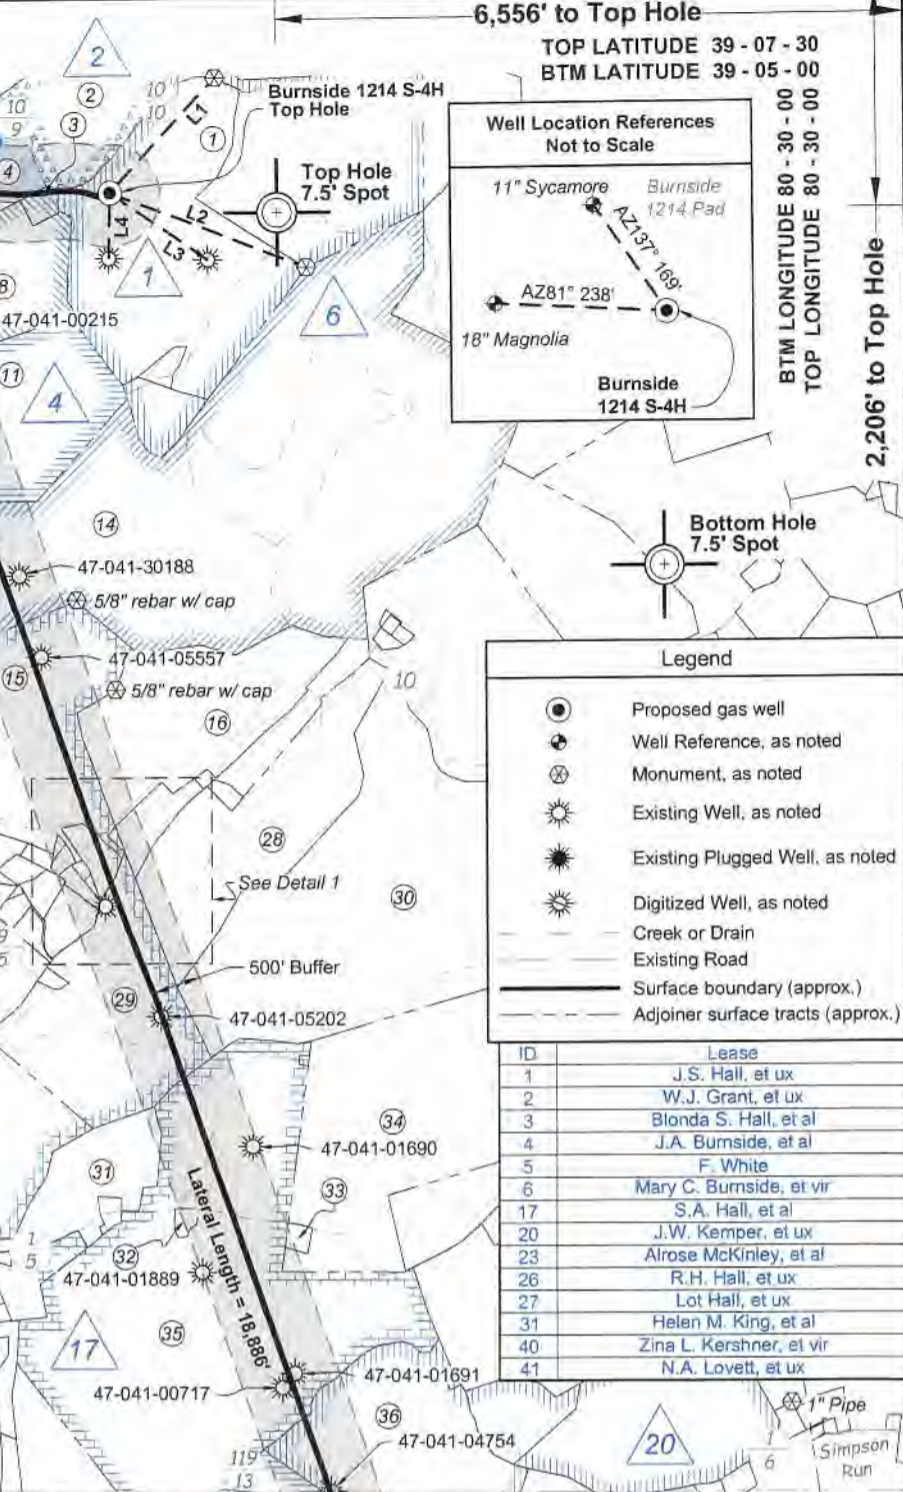 6,556' to Top Hole
TOP LATITUDE 39 - 07 - 30
BTM LATITUDE 39 - 05 - 00
BTM LONGITUDE 80 - 30 - 00
TOP LONGITUDE 80 - 30 - 00
2,206' to Top Hole
2
2
10
9
3
4
10
10
L1
1
Burnside 1214 S-4H
Top Hole
Top Hole
7.5' Spot
L2
L3
L4
1
6
8
47-041-00215
11
4
Well Location References
Not to Scale
11" Sycamore
Burnside
1214 Pad
AZ137° 169'
AZ81° 238'
18" Magnolia
Burnside
1214 S-4H
14
47-041-30188
5/8" rebar w/ cap
47-041-05557
15
5/8" rebar w/ cap
16
10
Bottom Hole
7.5' Spot
Legend
Proposed gas well
Well Reference, as noted
Monument, as noted
Existing Well, as noted
Existing Plugged Well, as noted
Digitized Well, as noted
Creek or Drain
Existing Road
Surface boundary (approx.)
Adjoiner surface tracts (approx.)
28
See Detail 1
30
9
5
500' Buffer
29
47-041-05202
ID Lease
1 J.S. Hall, et ux
2 W.J. Grant, et ux
3 Blonda S. Hall, et al
4 J.A. Burnside, et al
5 F. White
6 Mary C. Burnside, et vir
17 S.A. Hall, et al
20 J.W. Kemper, et ux
23 Alrose McKinley, et al
26 R.H. Hall, et ux
27 Lot Hall, et ux
31 Helen M. King, et al
40 Zina L. Kershner, et vir
41 N.A. Lovett, et ux
34
47-041-01690
31
33
1
5
32
47-041-01889
Lateral Length = 18,886'
35
17
47-041-01691
47-041-00717
36
47-041-04754
119
13
20
1" Pipe
1
6
Simpson
Run